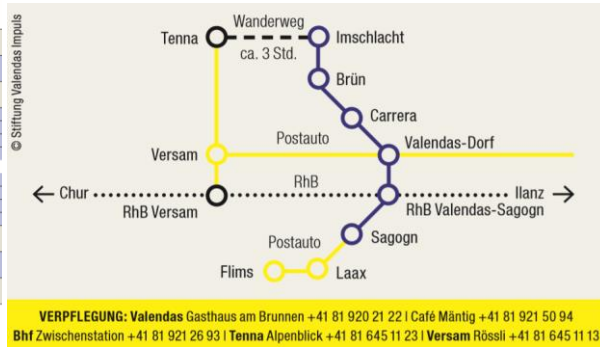 © Stiftung Valendas Impuls
Wanderweg
Tenna
Imschlacht
ca. 3 Std.
Brün
Carrera
Postauto
Versam
Valendas-Dorf
RhB
Chur
Ilanz
RhB Versam
RhB Valendas-Sagogn
Postauto
Sagogn
Flims
Laax
VERPFLEGUNG: Valendas Gasthaus am Brunnen +41 81 920 21 22 I Café Mäntig +41 81 921 50 94
Bhf Zwischenstation +41 81 921 26 93 I Tenna Alpenblick +41 81 645 11 23 I Versam Rössli +41 81 645 11 13